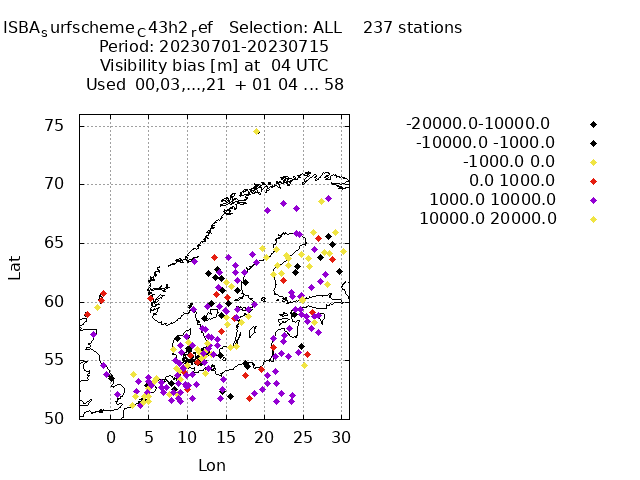 ISBA_surfscheme_C43h2_ref Selection: ALL 237 stations
Period: 20230701-20230715
Visibility bias [m] at 04 UTC
Used 00,03,...,21 + 01 04 ... 58
75
70
65
60
55
50
0 5 10 15 20 25 30
Lat
Lon
-20000.0-10000.0
-10000.0 -1000.0
-1000.0 0.0
0.0 1000.0
1000.0 10000.0
10000.0 20000.0